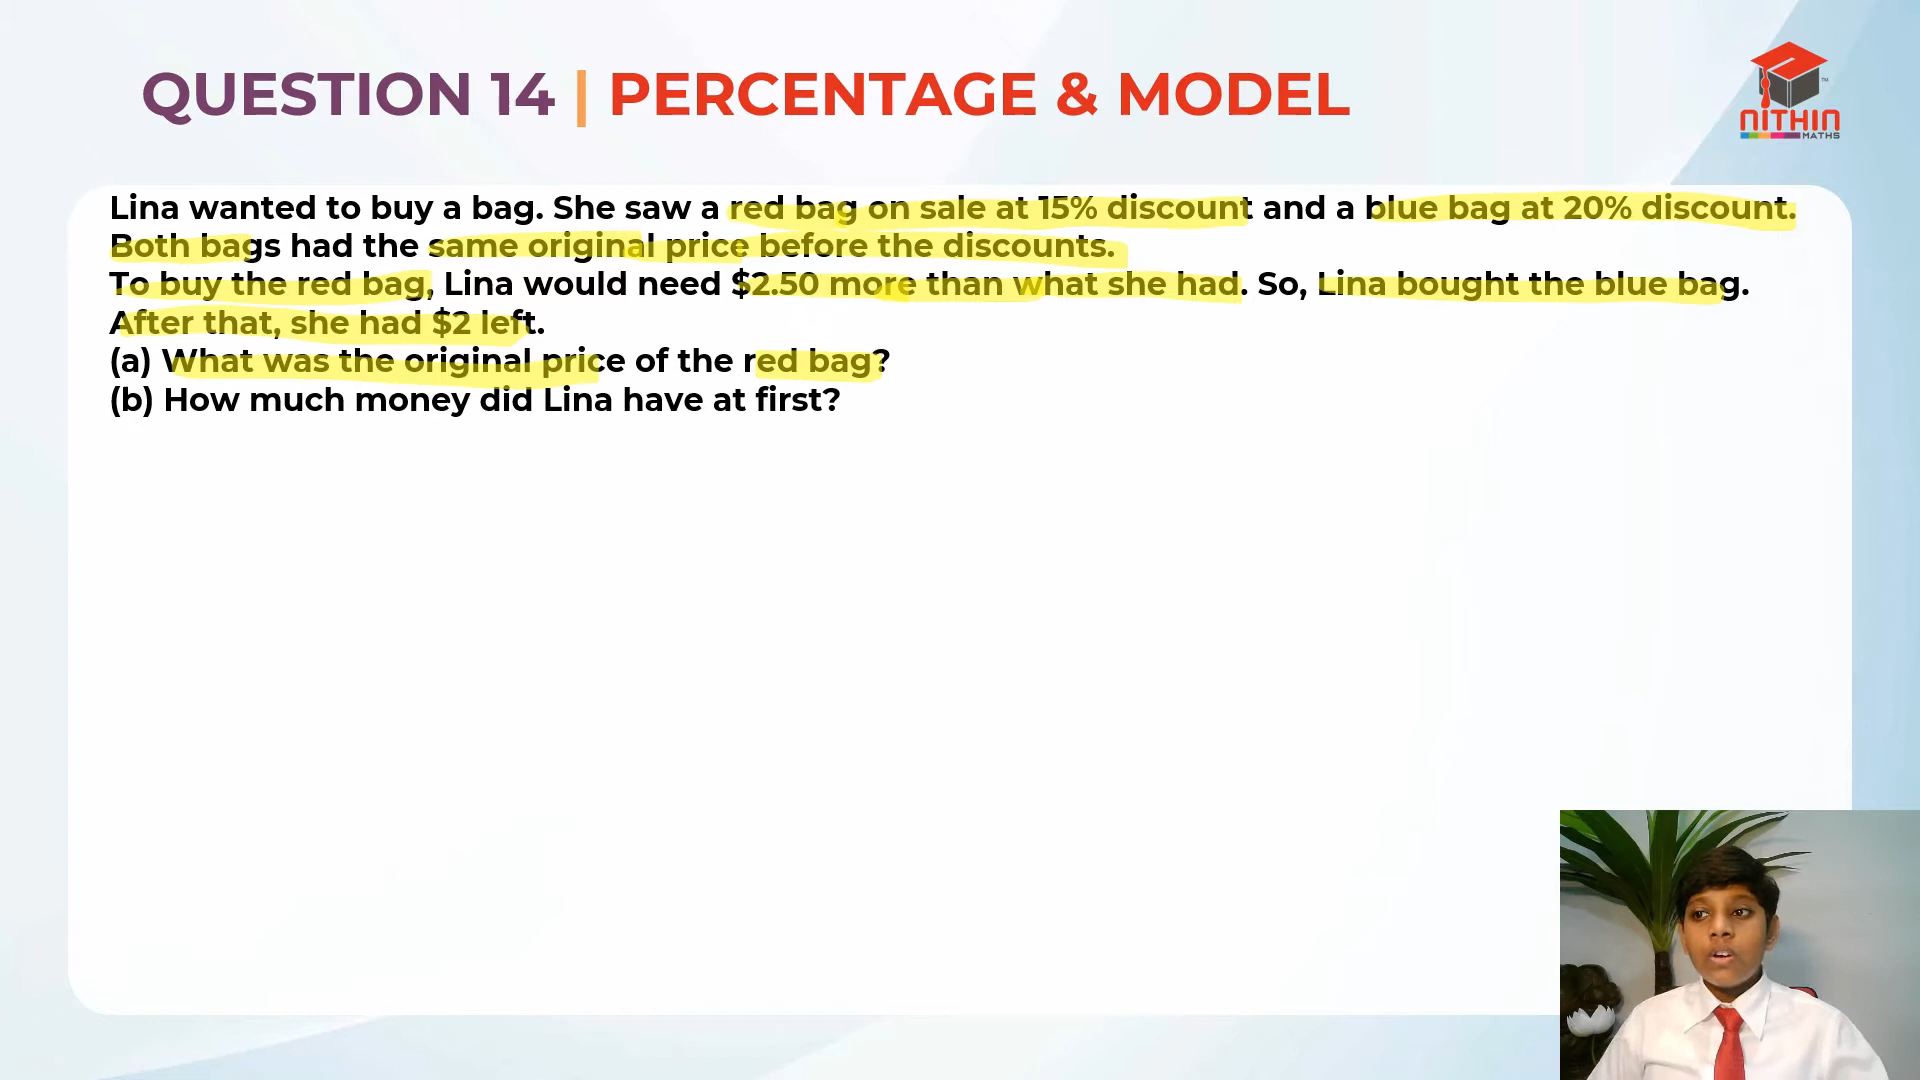 QUESTION 14 | PERCENTAGE & MODEL
NITHIN
MATHS
TM
Lina wanted to buy a bag. She saw a red bag on sale at 15% discount and a blue bag at 20% discount.
Both bags had the same original price before the discounts.
To buy the red bag, Lina would need $2.50 more than what she had. So, Lina bought the blue bag.
After that, she had $2 left.
(a) What was the original price of the red bag?
(b) How much money did Lina have at first?